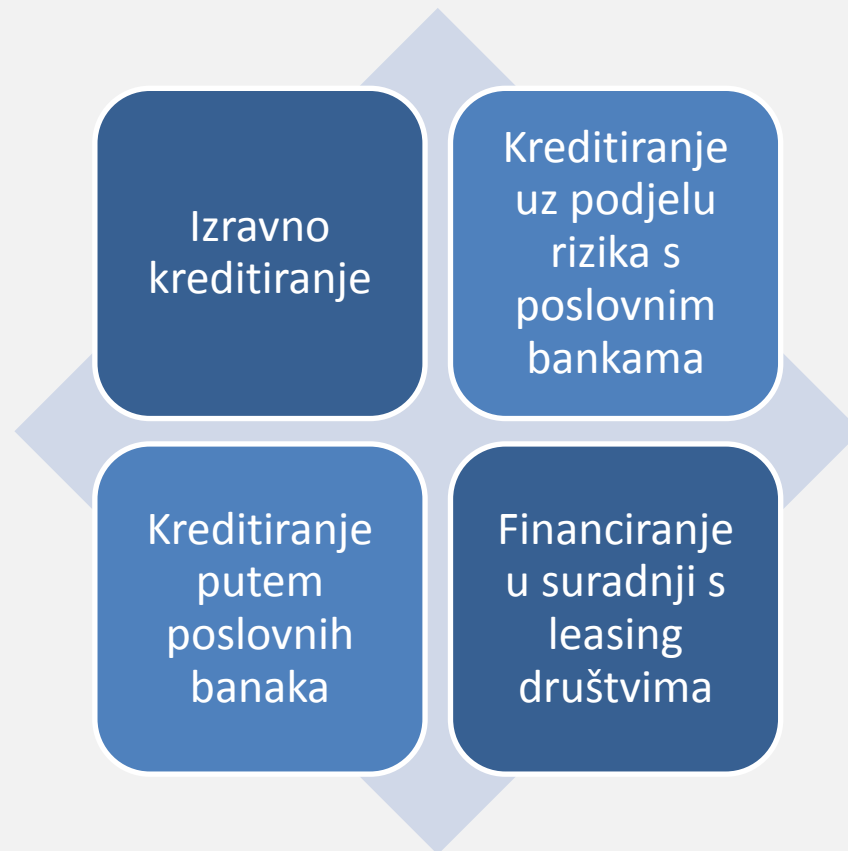 Izravno
kreditiranje
Kreditiranje
uz podjelu
rizika s
poslovnim
bankama
Kreditiranje
putem
poslovnih
banaka
Financiranje
u suradnji s
leasing
društvima